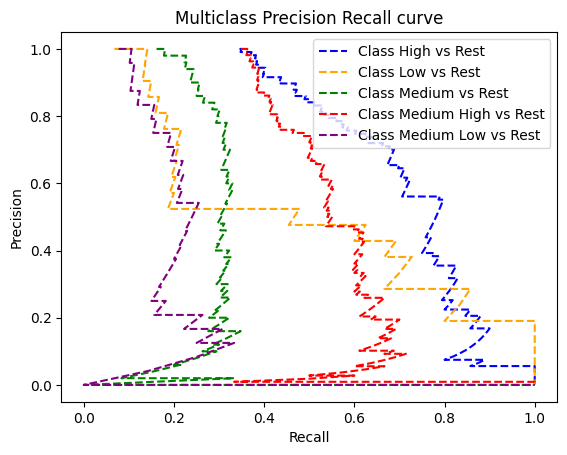 Multiclass Precision Recall curve
Class High vs Rest
Class Low vs Rest
Class Medium vs Rest
Class Medium High vs Rest
Class Medium Low vs Rest
Precision
1.0
0.8
0.6
0.4
0.2
0.0
0.0 0.2 0.4 0.6 0.8 1.0
Recall